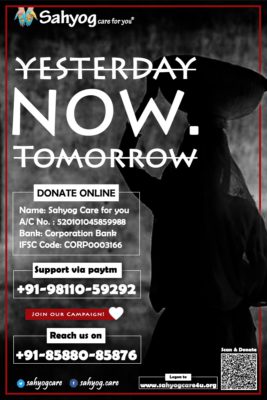 Sahyog care for you®
YESTERDAY
NOW.
TOMORROW
DONATE ONLINE
Name: Sahyog Care for you
A/C No. : 520101045859988
Bank: Corporation Bank
IFSC Code: CORP0003166
Support via paytm
+91-98110-59292
JOIN OUR CAMPAIGN!
Reach us on
+91-85880-85876
sahyogcare
sahyog.care
Scan & Donate
Logon to
www.sahyogcare4u.org